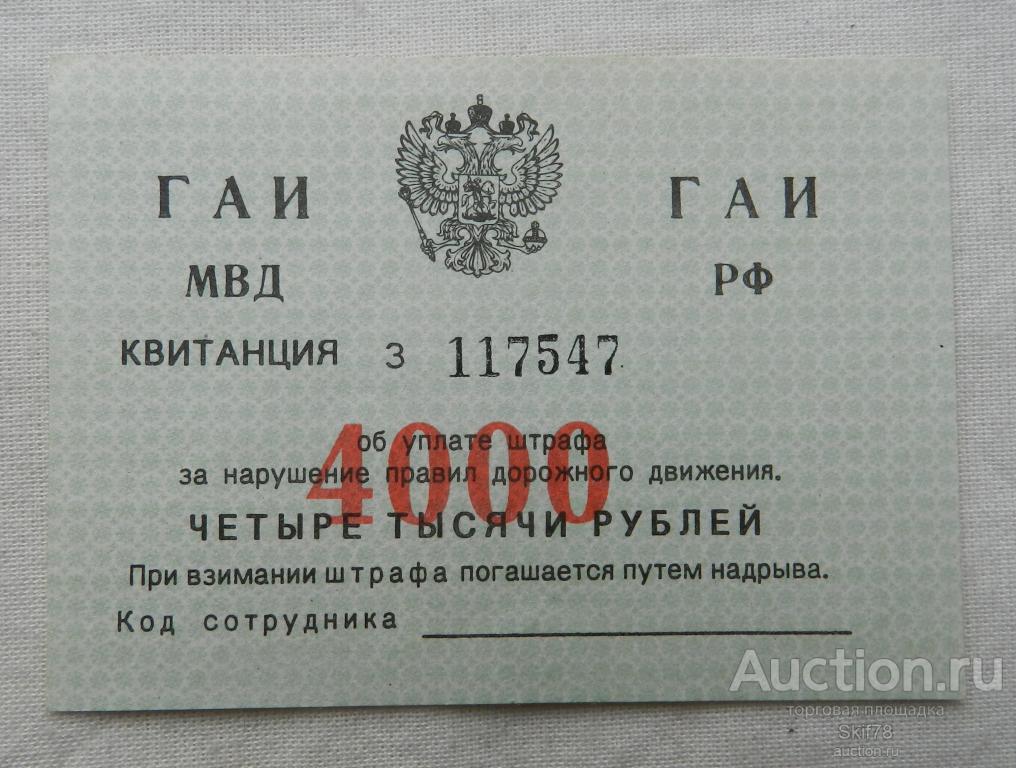 ГАИ ГАИ
МВД РФ
КВИТАНЦИЯ З 117547
4000
об уплате штрафа
за нарушение правил дорожного движения.
ЧЕТЫРЕ ТЫСЯЧИ РУБЛЕЙ
При взимании штрафа погашается путем надрыва.
Код сотрудника
Auction.ru
торговая площадка
Skif78
auction.ru